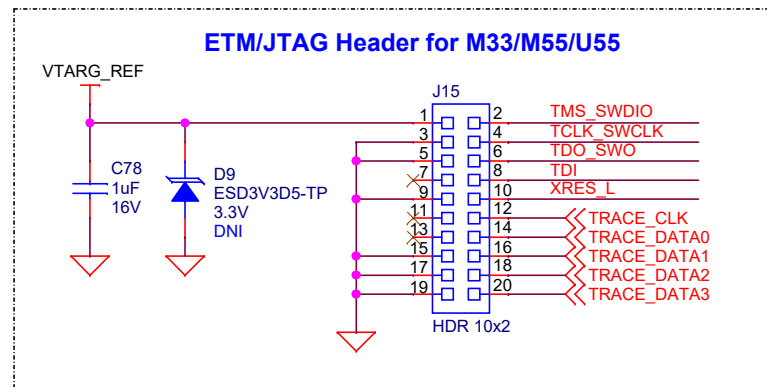 ETM/JTAG Header for M33/M55/U55
VTARG_REF
J15
1 2 TMS_SWDIO
3 4 TCLK_SWCLK
5 6 TDO_SWO
7 8 TDI
9 10 XRES_L
11 12 TRACE_CLK
13 14 TRACE_DATA0
15 16 TRACE_DATA1
17 18 TRACE_DATA2
19 20 TRACE_DATA3
HDR 10x2
C78
1uF
16V
D9
ESD3V3D5-TP
3.3V
DNI